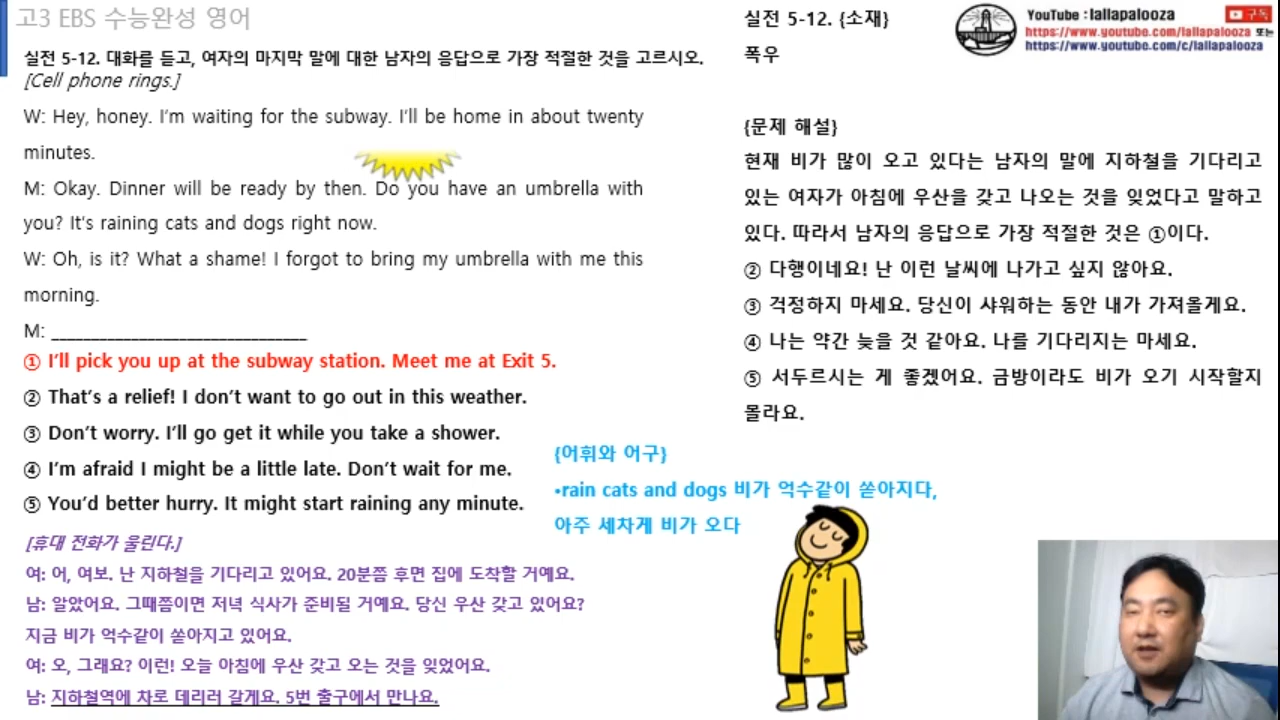 고3 EBS 수능완성 영어
실전 5-12. 대화를 듣고, 여자의 마지막 말에 대한 남자의 응답으로 가장 적절한 것을 고르시오.
[Cell phone rings.]
W: Hey, honey. I'm waiting for the subway. I'll be home in about twenty
minutes.
M: Okay. Dinner will be ready by then. Do you have an umbrella with
you? It's raining cats and dogs right now.
W: Oh, is it? What a shame! I forgot to bring my umbrella with me this
morning.
M: ________________________________
① I'll pick you up at the subway station. Meet me at Exit 5.
② That's a relief! I don't want to go out in this weather.
③ Don't worry. I'll go get it while you take a shower.
④ I'm afraid I might be a little late. Don't wait for me.
⑤ You'd better hurry. It might start raining any minute.
[휴대 전화가 울린다.]
여: 어, 여보. 난 지하철을 기다리고 있어요. 20분쯤 후면 집에 도착할 거예요.
남: 알았어요. 그때쯤이면 저녁 식사가 준비될 거예요. 당신 우산 갖고 있어요?
지금 비가 억수같이 쏟아지고 있어요.
여: 오, 그래요? 이런! 오늘 아침에 우산 갖고 오는 것을 잊었어요.
남: 지하철역에 차로 데리러 갈게요. 5번 출구에서 만나요.
실전 5-12. {소재}
폭우
{문제 해설}
현재 비가 많이 오고 있다는 남자의 말에 지하철을 기다리고
있는 여자가 아침에 우산을 갖고 나오는 것을 잊었다고 말하고
있다. 따라서 남자의 응답으로 가장 적절한 것은 ①이다.
② 다행이네요! 난 이런 날씨에 나가고 싶지 않아요.
③ 걱정하지 마세요. 당신이 샤워하는 동안 내가 가져올게요.
④ 나는 약간 늦을 것 같아요. 나를 기다리지는 마세요.
⑤ 서두르시는 게 좋겠어요. 금방이라도 비가 오기 시작할지
몰라요.
{어휘와 어구}
•rain cats and dogs 비가 억수같이 쏟아지다,
아주 세차게 비가 오다
YouTube : lallapalooza
구독
https://www.youtube.com/lallapalooza 또는
https://www.youtube.com/c/lallapalooza